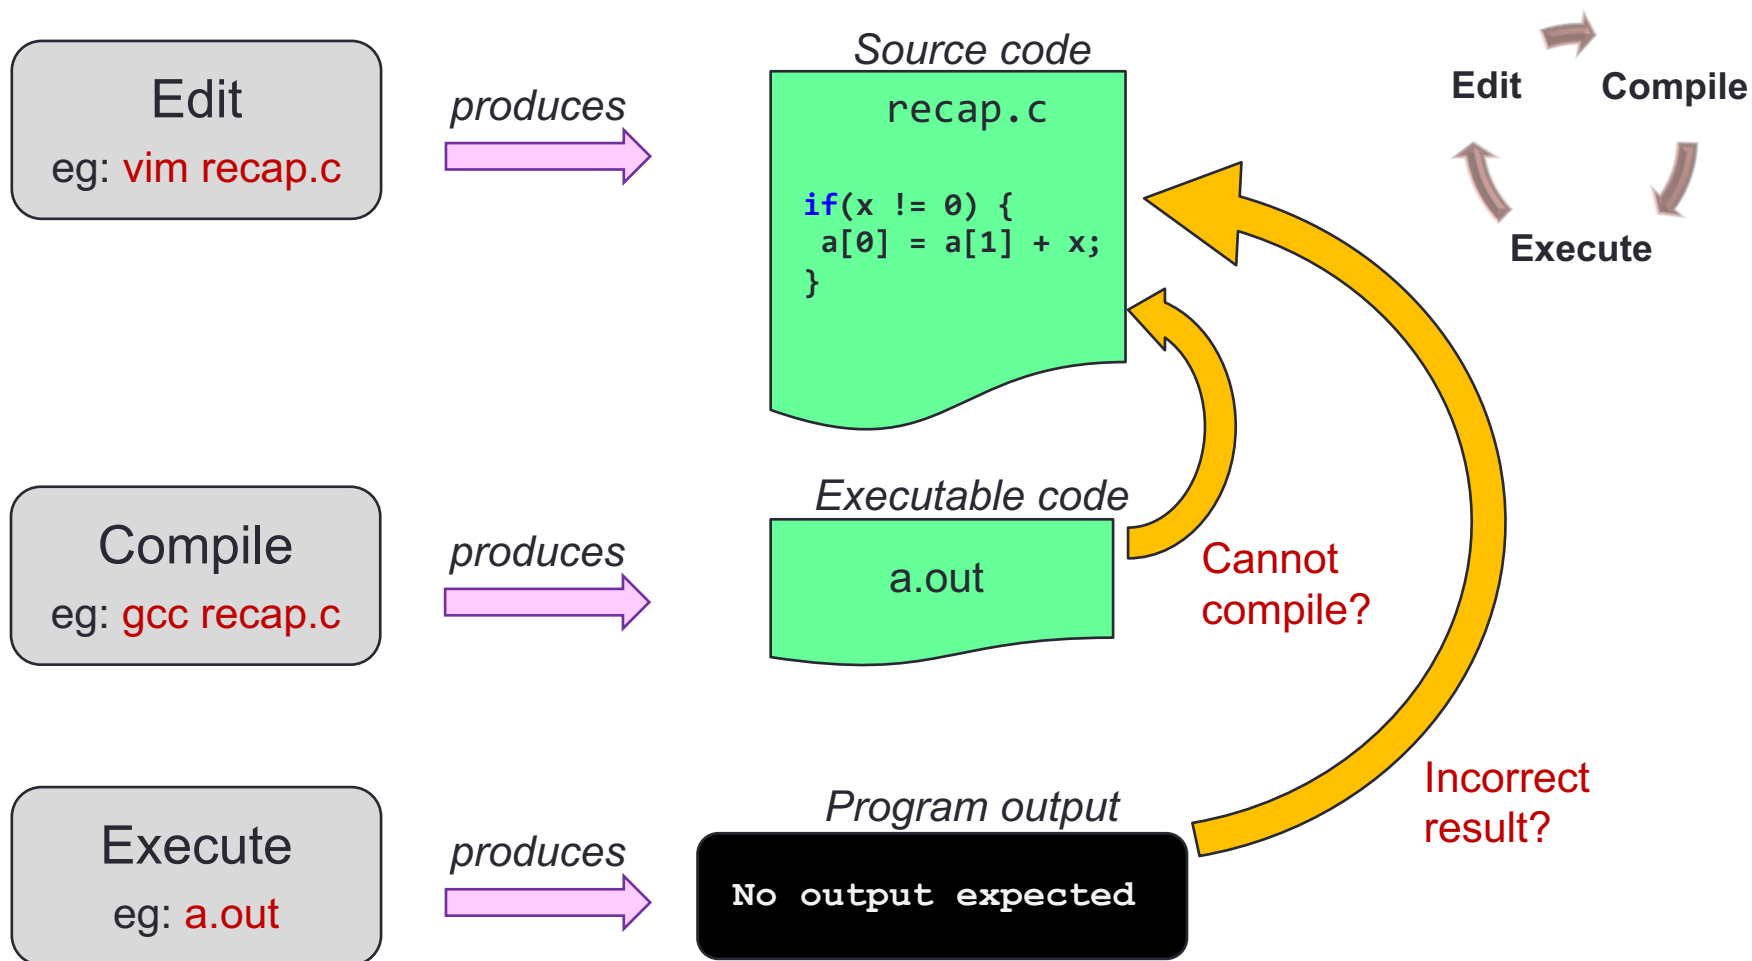 Edit
eg: vim recap.c
produces
Source code
recap.c
if(x != 0) {
a[0] = a[1] + x;
}
Edit
Compile
Execute
Compile
eg: gcc recap.c
produces
Executable code
a.out
Cannot
compile?
Execute
eg: a.out
produces
Program output
No output expected
Incorrect
result?